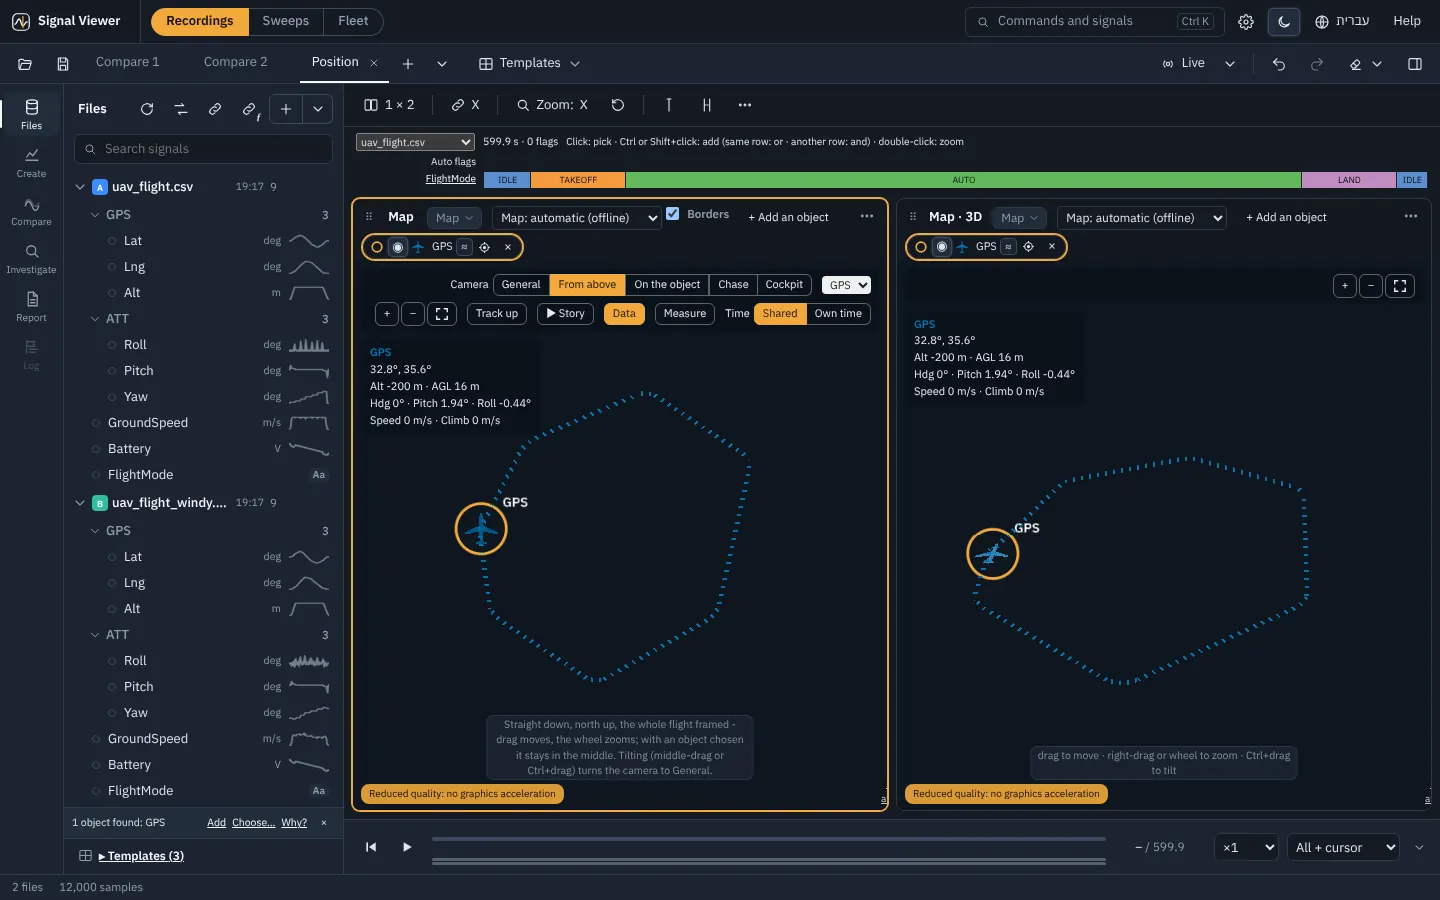 Signal Viewer
Recordings
Sweeps
Fleet
Commands and signals
Ctrl K
עברית
Help
Compare 1
Compare 2
Position ×
+
Templates
Live
Files
Create
Compare
Investigate
Report
Log
Files
Search signals
A uav_flight.csv 19:17 9
GPS 3
Lat deg
Lng deg
Alt m
ATT 3
Roll deg
Pitch deg
Yaw deg
GroundSpeed m/s
Battery V
FlightMode Aa
B uav_flight_windy.... 19:17 9
GPS 3
Lat deg
Lng deg
Alt m
ATT 3
Roll deg
Pitch deg
Yaw deg
GroundSpeed m/s
Battery V
FlightMode Aa
1 object found: GPS Add Choose... Why? ×
▸ Templates (3)
1 × 2
X
Zoom: X
uav_flight.csv
599.9 s · 0 flags Click: pick · Ctrl or Shift+click: add (same row: or · another row: and) · double-click: zoom
Auto flags
FlightMode IDLE TAKEOFF AUTO LAND IDLE
Map
Map
Map: automatic (offline)
Borders
+ Add an object
GPS ≈ ×
Camera General From above On the object Chase Cockpit GPS
+ − Track up ▶ Story Data Measure Time Shared Own time
GPS
32.8°, 35.6°
Alt -200 m · AGL 16 m
Hdg 0° · Pitch 1.94° · Roll -0.44°
Speed 0 m/s · Climb 0 m/s
GPS
Straight down, north up, the whole flight framed -
drag moves, the wheel zooms; with an object chosen
it stays in the middle. Tilting (middle-drag or
Ctrl+drag) turns the camera to General.
Reduced quality: no graphics acceleration
a
Map · 3D
Map
Map: automatic (offline)
+ Add an object
GPS ≈ ×
+ −
GPS
32.8°, 35.6°
Alt -200 m · AGL 16 m
Hdg 0° · Pitch 1.94° · Roll -0.44°
Speed 0 m/s · Climb 0 m/s
GPS
drag to move · right-drag or wheel to zoom · Ctrl+drag
to tilt
Reduced quality: no graphics acceleration
a
– / 599.9
×1
All + cursor
2 files 12,000 samples